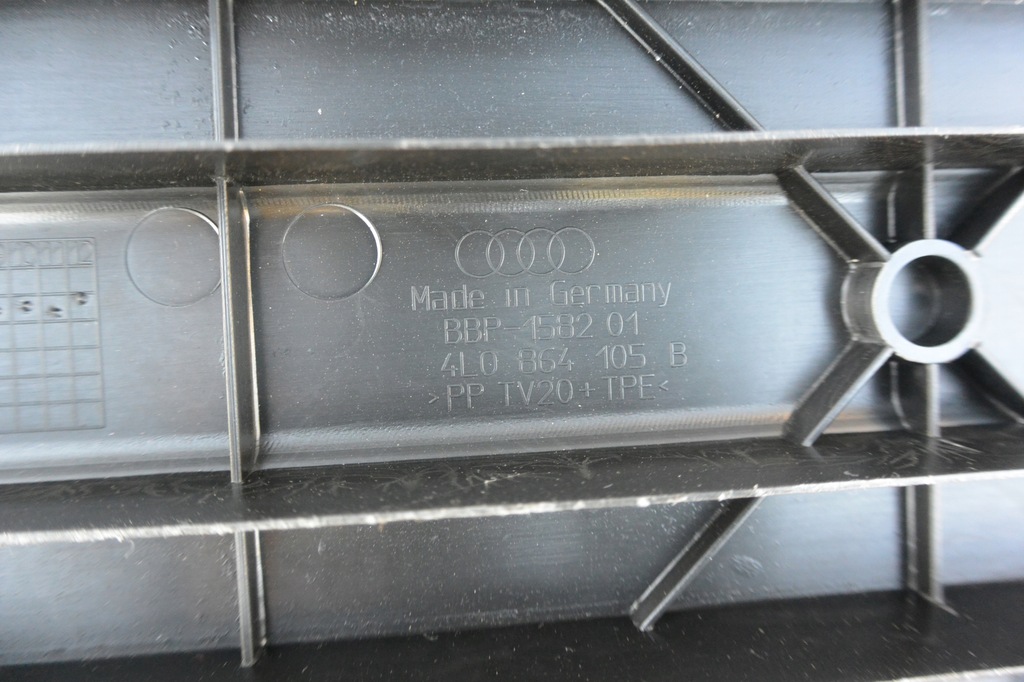 Made in Germany
BBP-1582 01
4L0 864 105 B
>PP TV20+TPE<